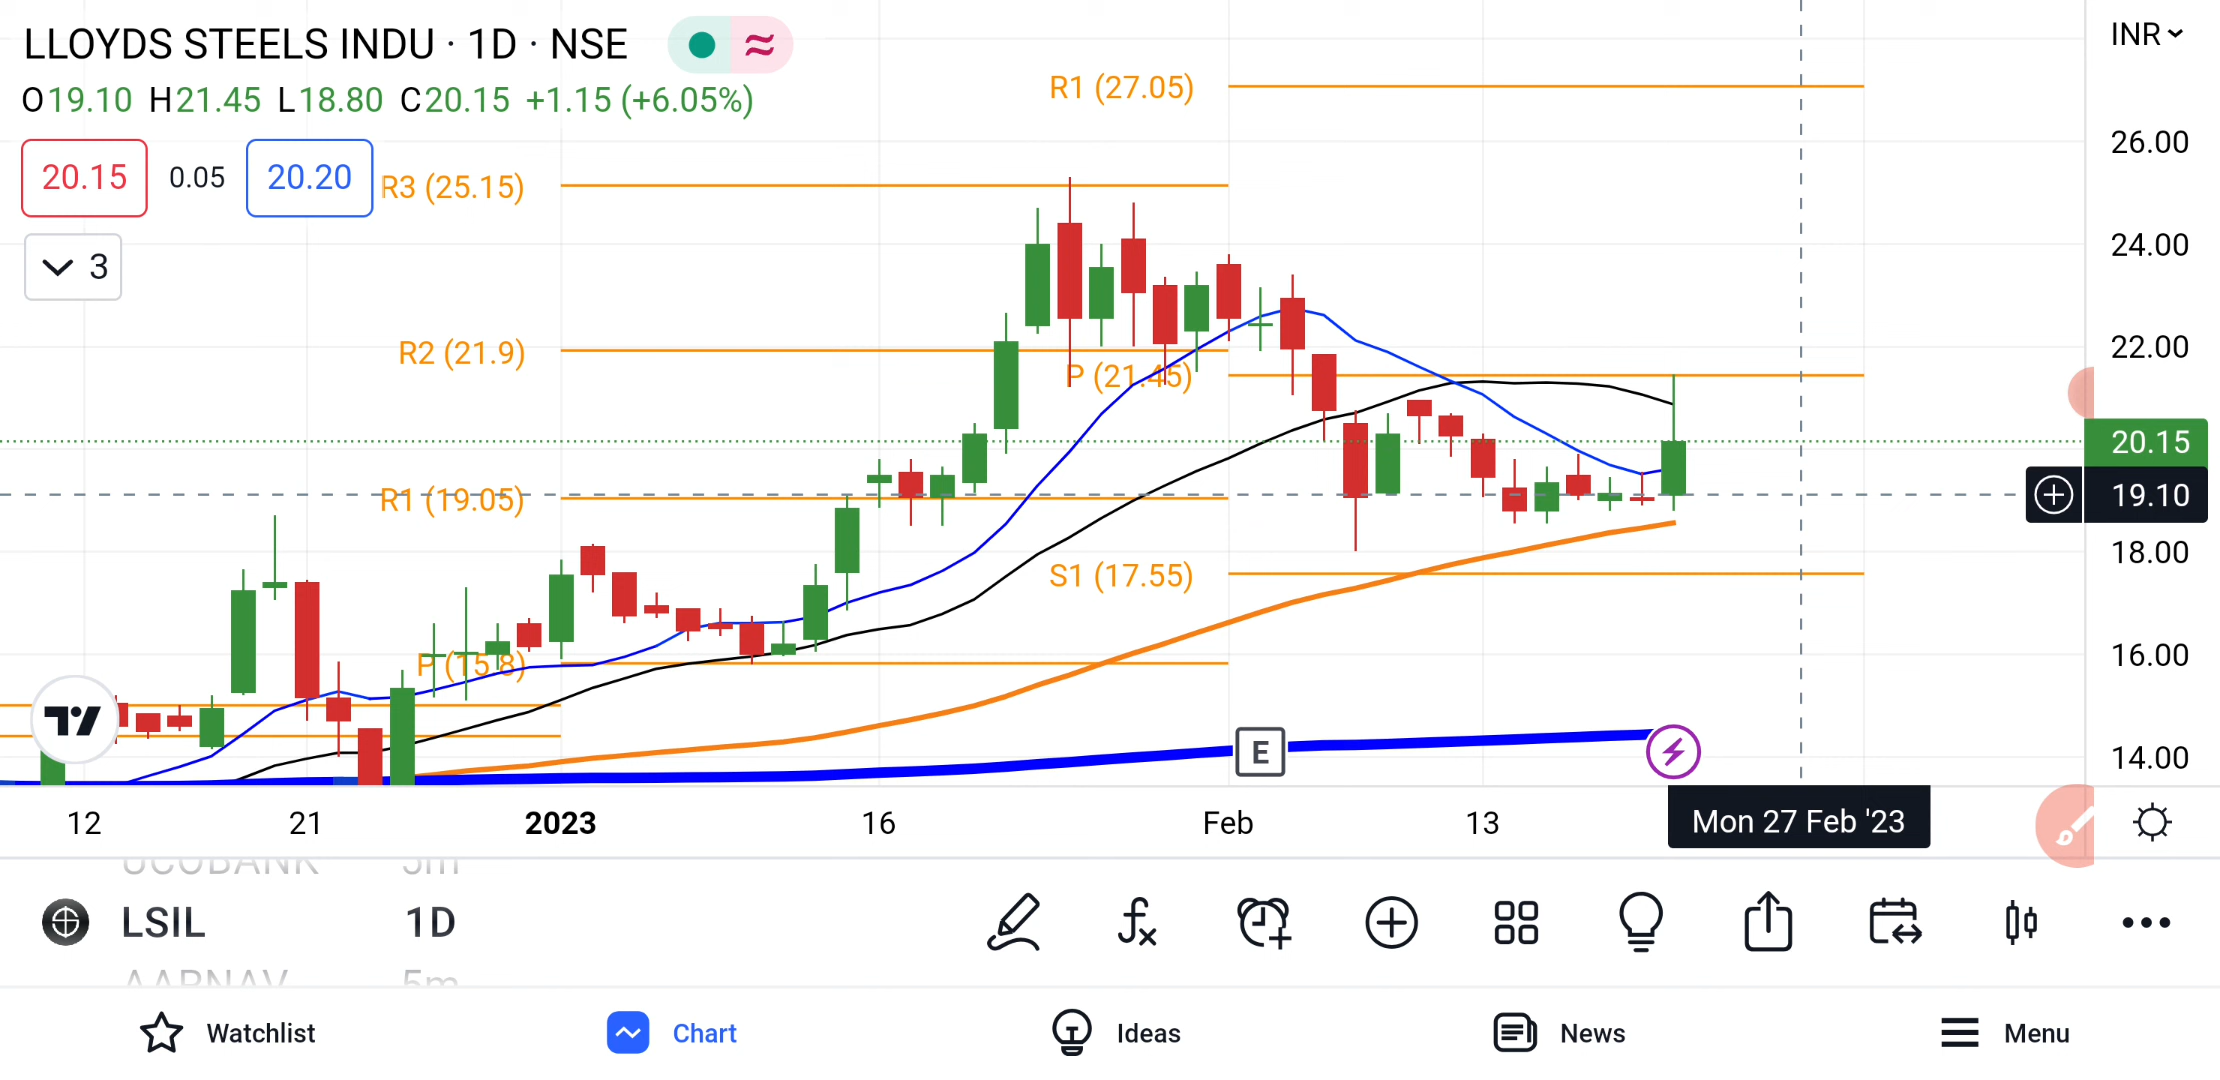 LLOYDS STEELS INDU · 1D · NSE
O19.10 H21.45 L18.80 C20.15 +1.15 (+6.05%)
20.15 0.05 20.20
3
INR
R1 (27.05)
R3 (25.15)
R2 (21.9)
P (21.45)
R1 (19.05)
S1 (17.55)
P (15.8)
26.00
24.00
22.00
20.15
19.10
18.00
16.00
14.00
E
12 21 2023 16 Feb 13 Mon 27 Feb '23
UCOBANK 5m
LSIL 1D
AARNAV 5m
Watchlist Chart Ideas News Menu